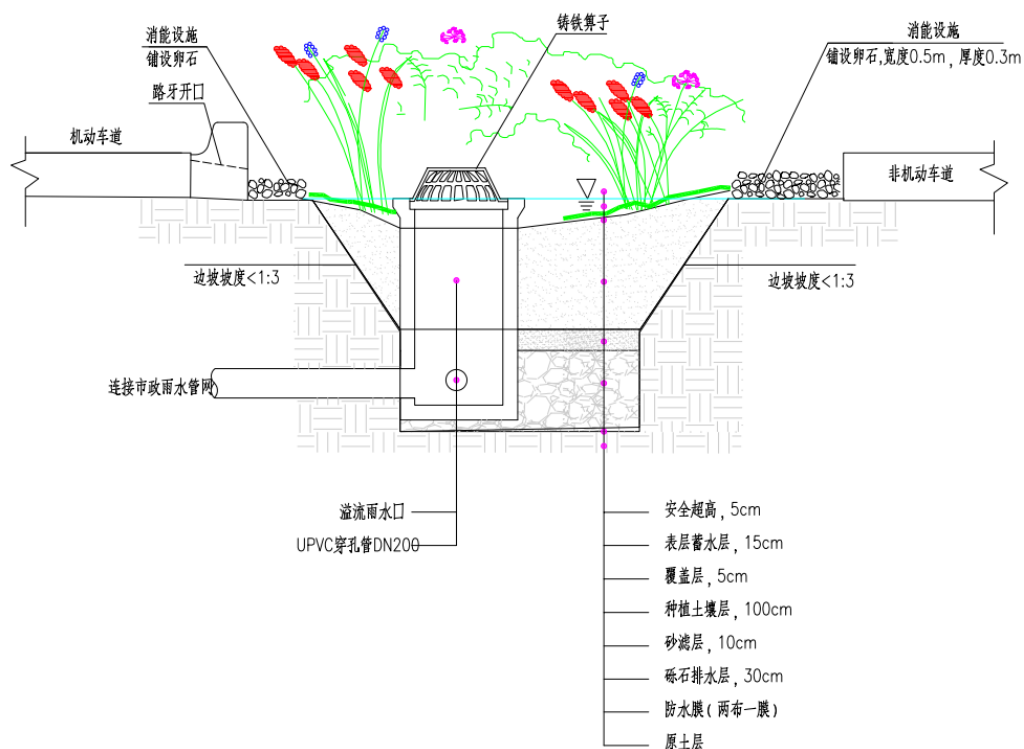 消能设施
铺设卵石
路牙开口
机动车道
铸铁箅子
消能设施
铺设卵石,宽度0.5m，厚度0.3m
非机动车道
边坡坡度<1:3
边坡坡度<1:3
连接市政雨水管网
溢流雨水口
UPVC穿孔管DN200
安全超高，5cm
表层蓄水层，15cm
覆盖层，5cm
种植土壤层，100cm
砂滤层，10cm
砾石排水层，30cm
防水膜(两布一膜)
原土层